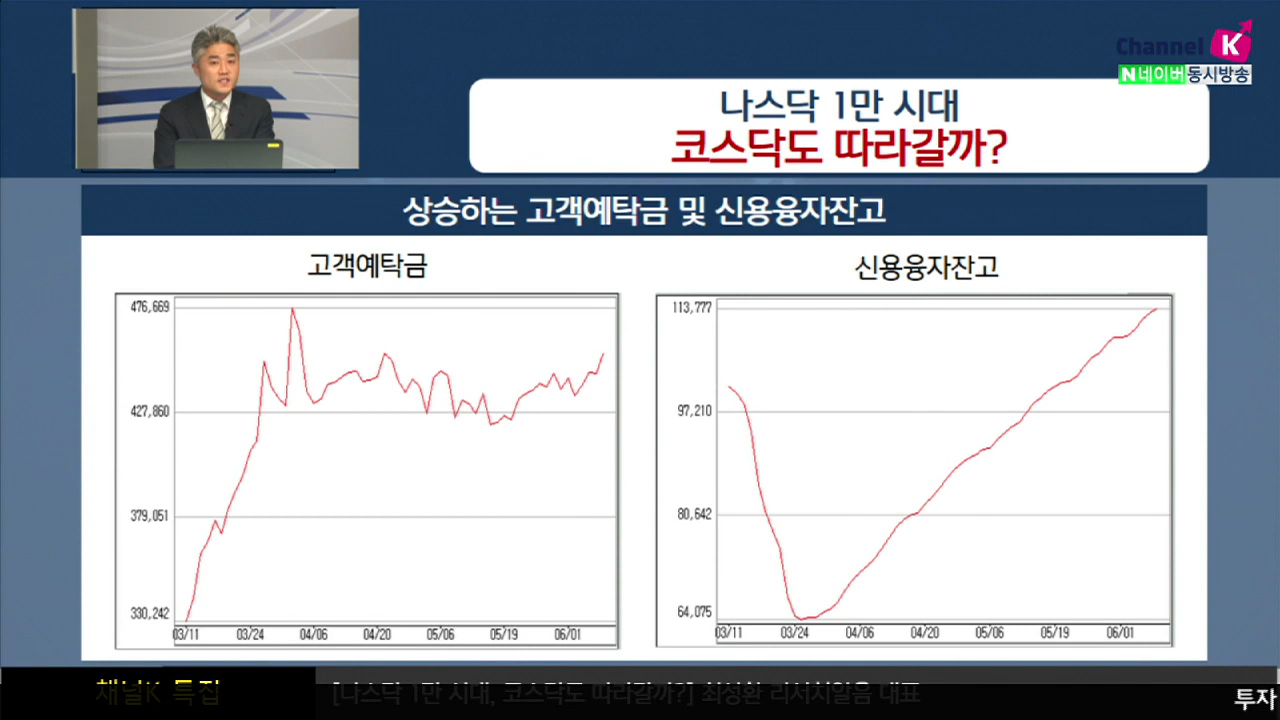 Channel K
N네이버 동시방송
나스닥 1만 시대
코스닥도 따라갈까?
상승하는 고객예탁금 및 신용융자잔고
고객예탁금
476,669
427,860
379,051
330,242
03/11 03/24 04/06 04/20 05/06 05/19 06/01
신용융자잔고
113,777
97,210
80,642
64,075
03/11 03/24 04/06 04/20 05/06 05/19 06/01
채널K 특집
[나스닥 1만 시대, 코스닥도 따라갈까?] 최성환 리서치알음 대표
투자